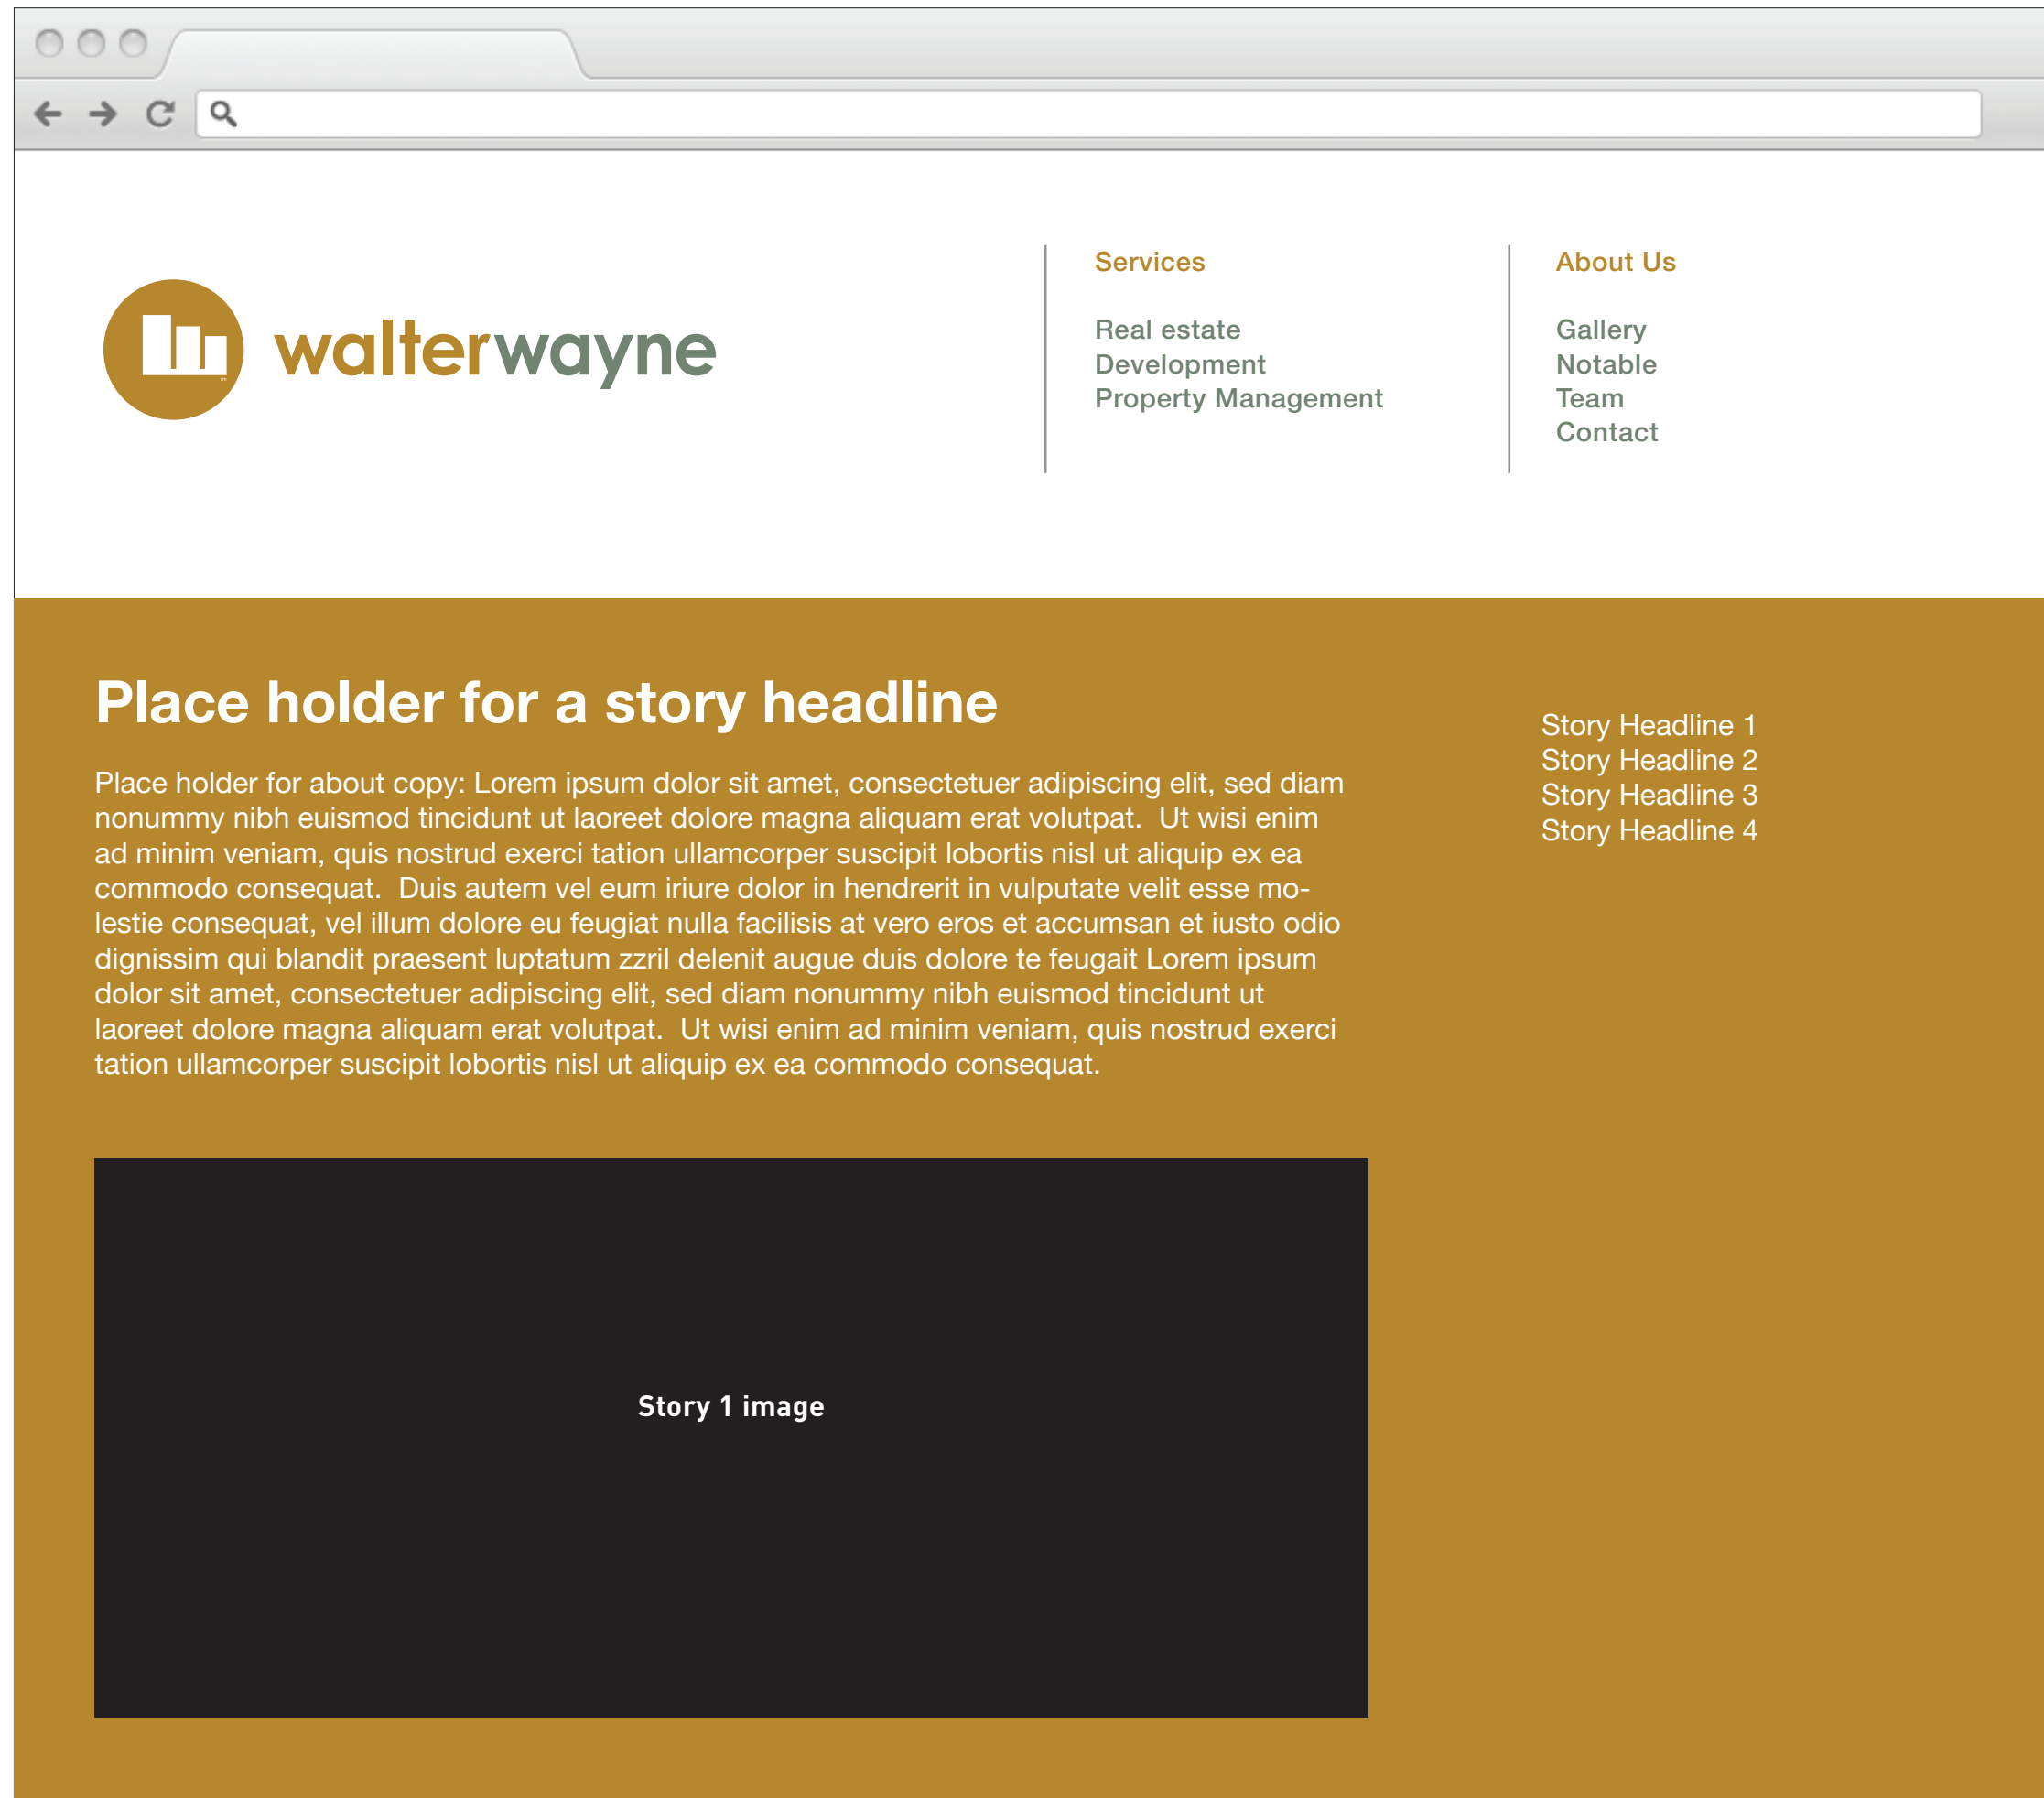 walterwayne
Services
Real estate
Development
Property Management
About Us
Gallery
Notable
Team
Contact
Place holder for a story headline
Place holder for about copy: Lorem ipsum dolor sit amet, consectetuer adipiscing elit, sed diam
nonummy nibh euismod tincidunt ut laoreet dolore magna aliquam erat volutpat.  Ut wisi enim
ad minim veniam, quis nostrud exerci tation ullamcorper suscipit lobortis nisl ut aliquip ex ea
commodo consequat.  Duis autem vel eum iriure dolor in hendrerit in vulputate velit esse mo-
lestie consequat, vel illum dolore eu feugiat nulla facilisis at vero eros et accumsan et iusto odio
dignissim qui blandit praesent luptatum zzril delenit augue duis dolore te feugait Lorem ipsum
dolor sit amet, consectetuer adipiscing elit, sed diam nonummy nibh euismod tincidunt ut
laoreet dolore magna aliquam erat volutpat.  Ut wisi enim ad minim veniam, quis nostrud exerci
tation ullamcorper suscipit lobortis nisl ut aliquip ex ea commodo consequat.
Story Headline 1
Story Headline 2
Story Headline 3
Story Headline 4
Story 1 image